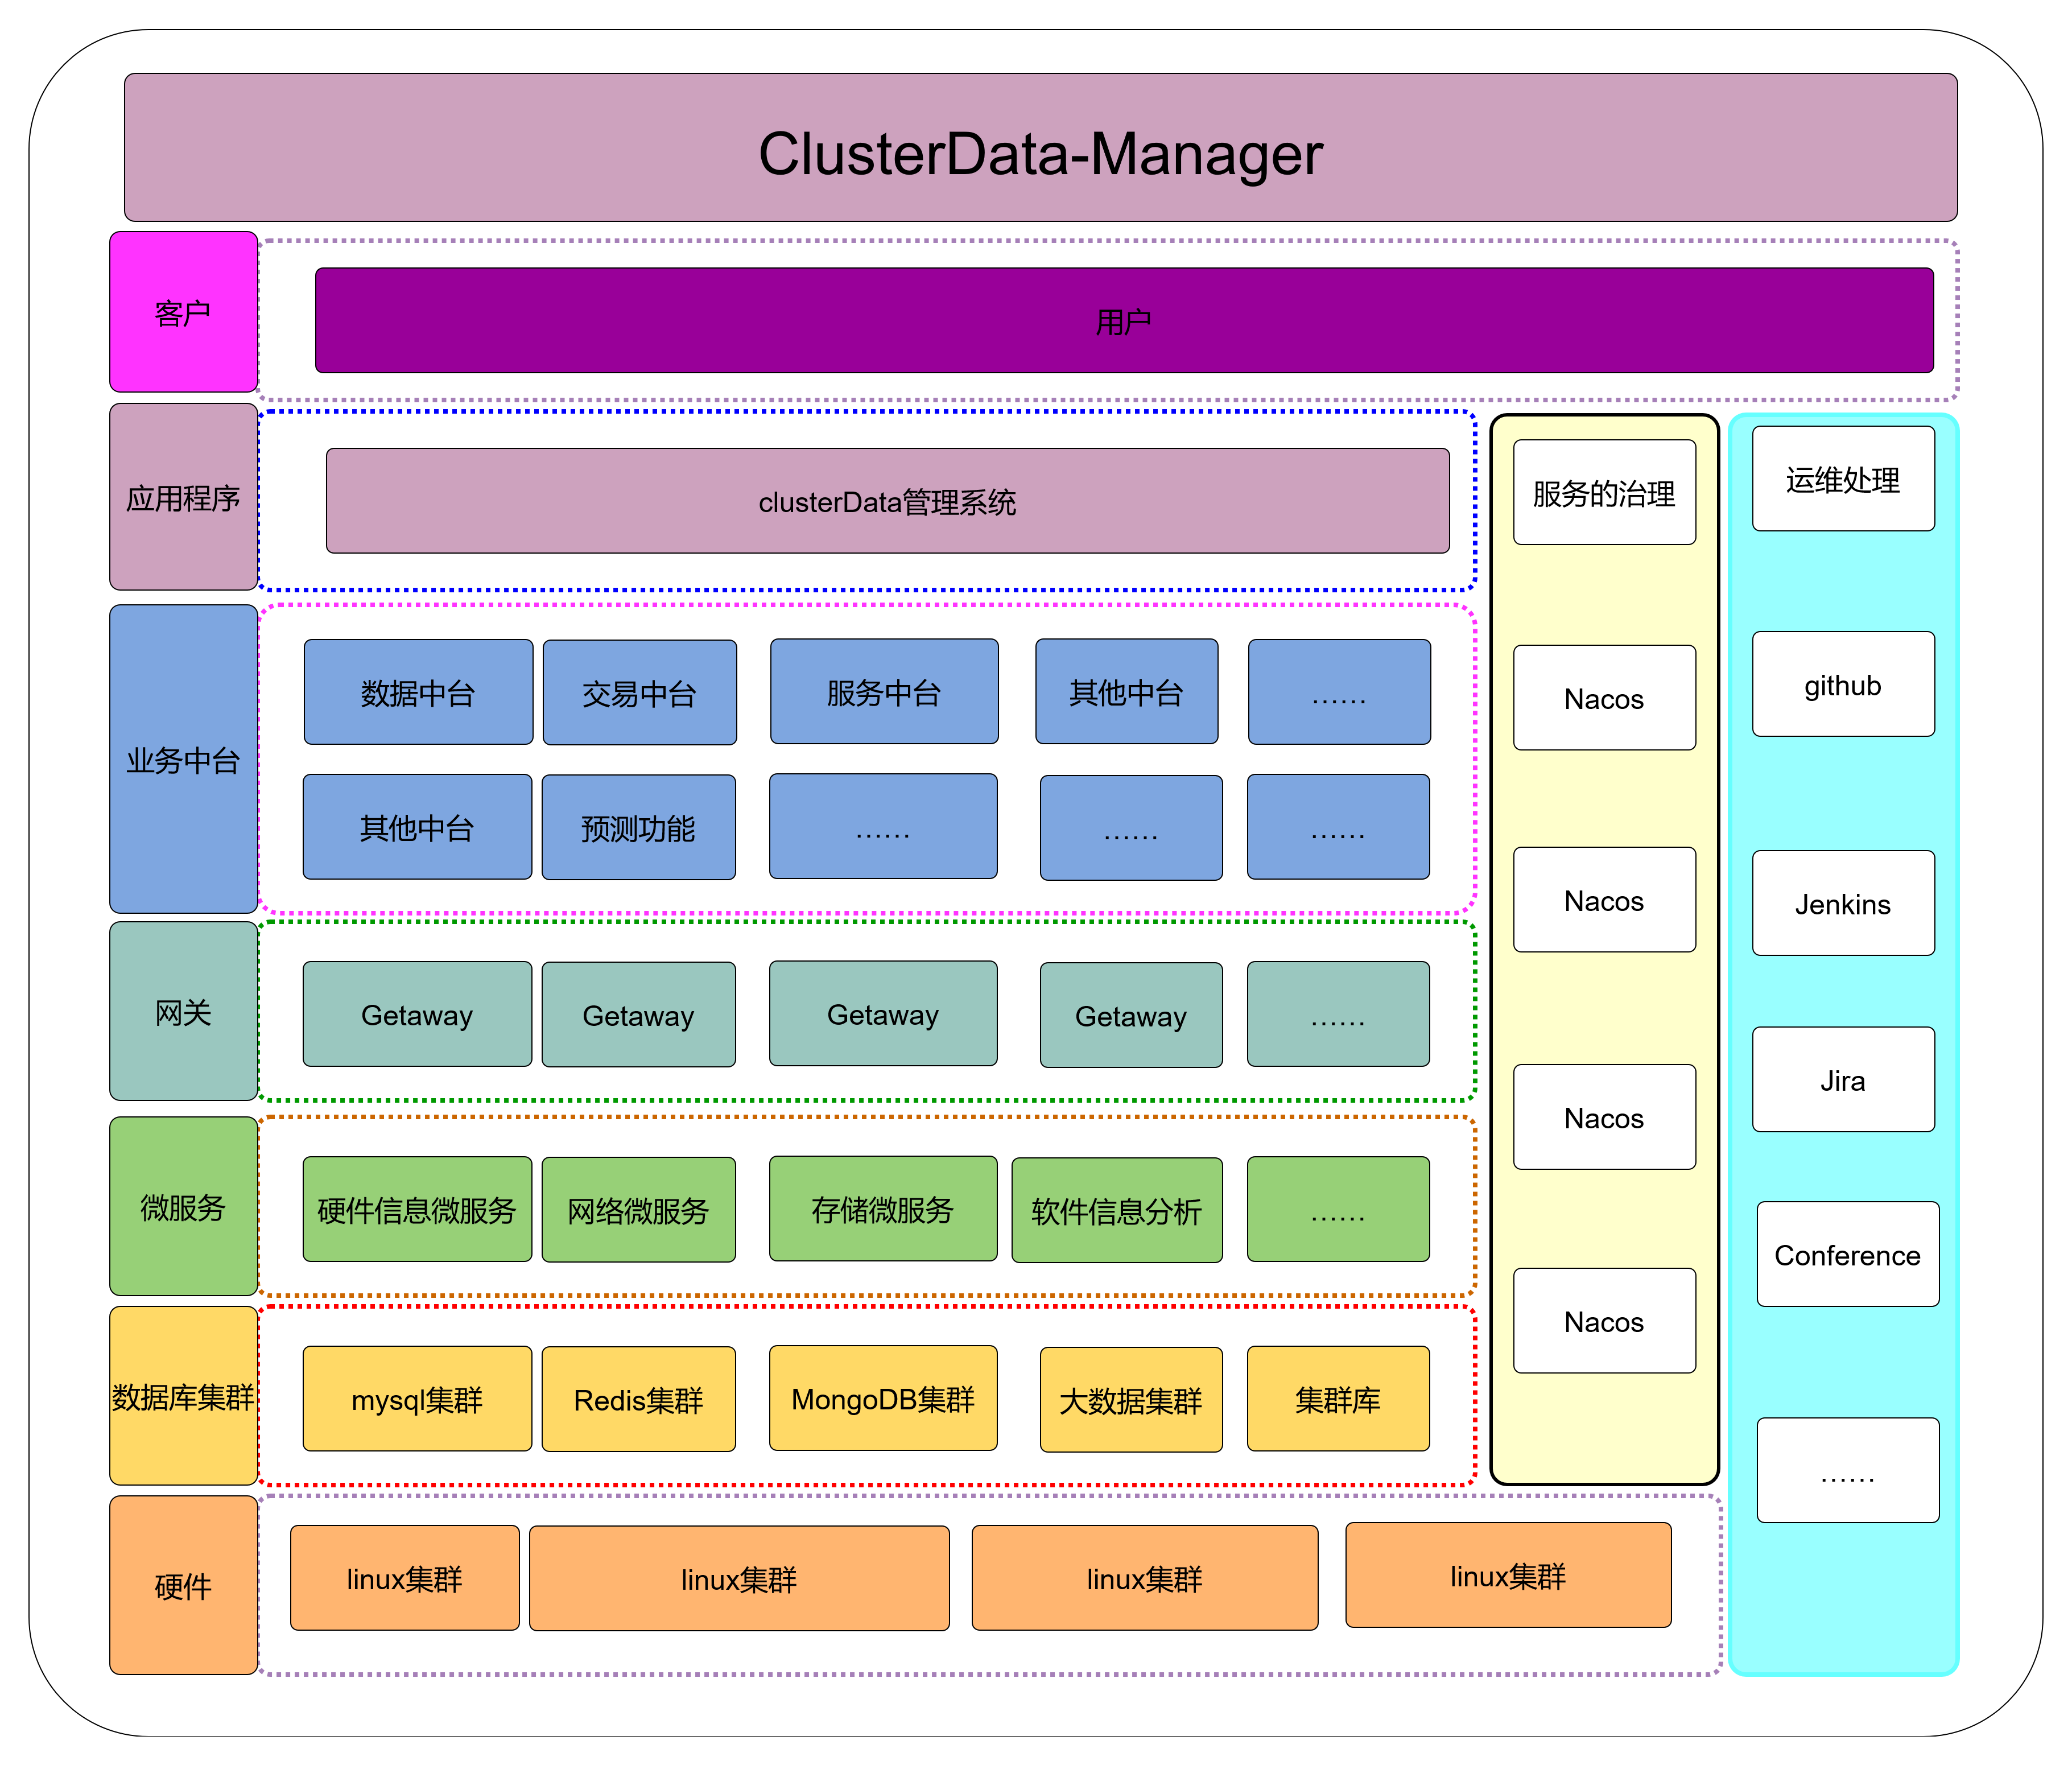 ClusterData-Manager
客户
用户
应用程序
clusterData管理系统
业务中台
数据中台
交易中台
服务中台
其他中台
……
其他中台
预测功能
……
……
……
网关
Getaway
Getaway
Getaway
Getaway
……
微服务
硬件信息微服务
网络微服务
存储微服务
软件信息分析
……
数据库集群
mysql集群
Redis集群
MongoDB集群
大数据集群
集群库
硬件
linux集群
linux集群
linux集群
linux集群
服务的治理
Nacos
Nacos
Nacos
Nacos
运维处理
github
Jenkins
Jira
Conference
……